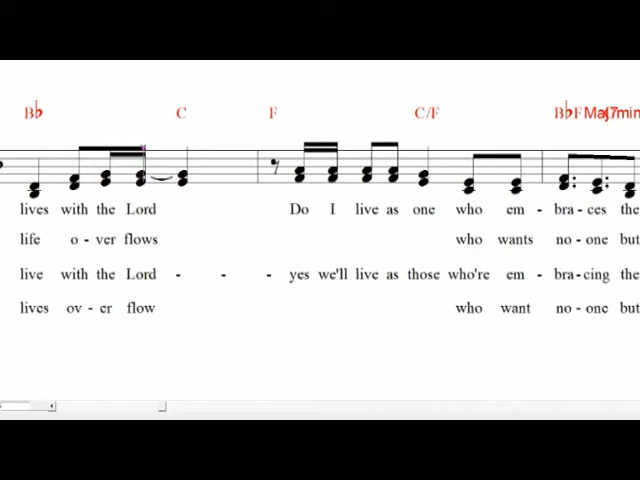 B♭ C F C/F B♭F Maj7min
lives with the Lord Do I live as one who em - bra - ces the
life o - ver flows who wants no - one but
live with the Lord - - - yes we'll live as those who're em - bra - cing the
lives ov - er flow who want no - one but